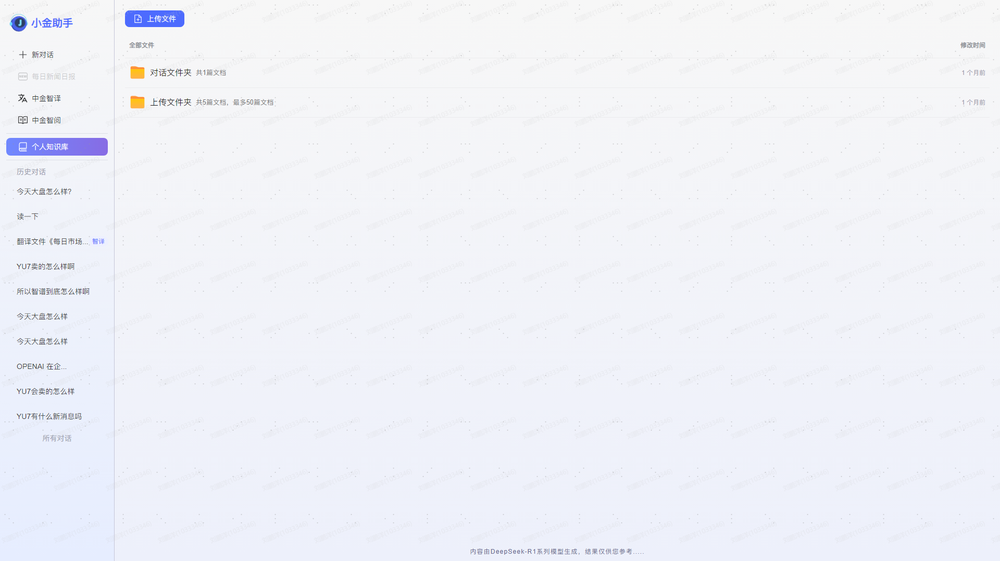 小金助手
新对话
NEW 每日新闻日报
中金智译
中金智阅
个人知识库
历史对话
今天大盘怎么样?
读一下
翻译文件《每日市场... 智译
YU7卖的怎么样啊
所以智谱到底怎么样啊
今天大盘怎么样
今天大盘怎么样
OPENAI 在企...
YU7会卖的怎么样
YU7有什么新消息吗
所有对话
上传文件
全部文件 修改时间
对话文件夹 共1篇文档 1 个月前
上传文件夹 共5篇文档，最多50篇文档 1 个月前
内容由DeepSeek-R1系列模型生成，结果仅供您参考.....